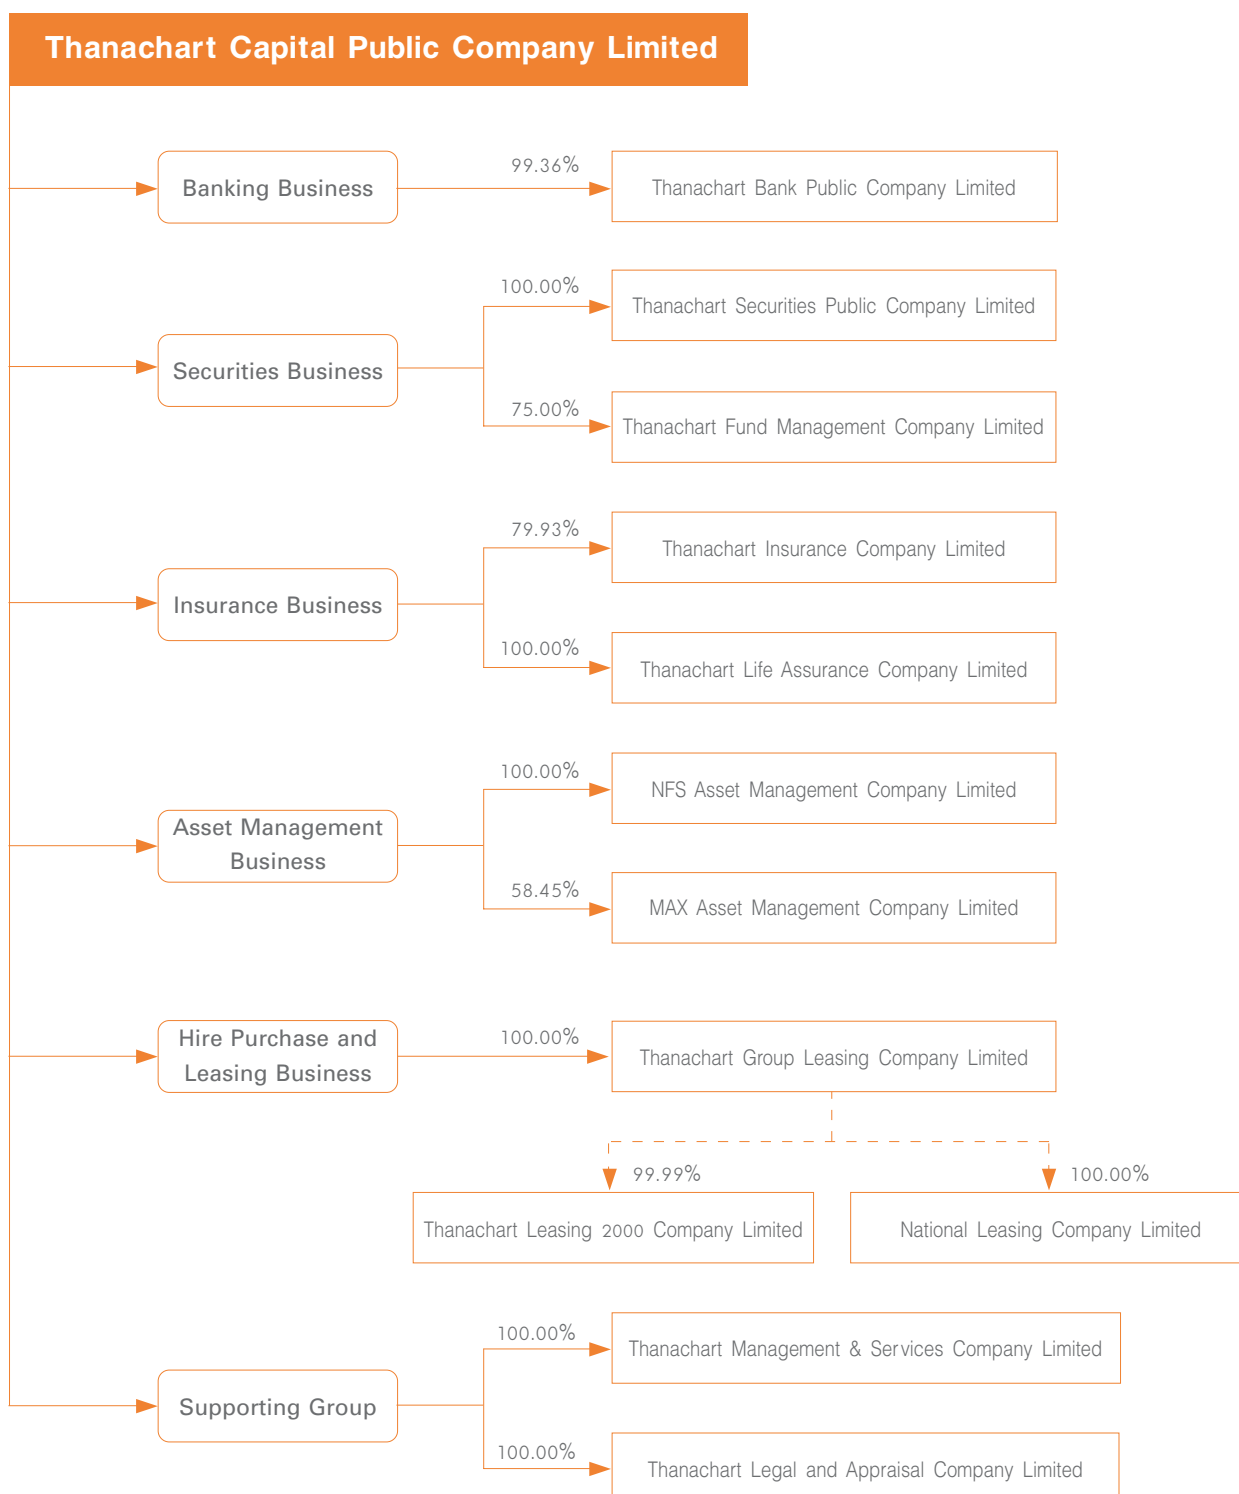 Thanachart Capital Public Company Limited
Banking Business
99.36%
Thanachart Bank Public Company Limited
Securities Business
100.00%
Thanachart Securities Public Company Limited
75.00%
Thanachart Fund Management Company Limited
Insurance Business
79.93%
Thanachart Insurance Company Limited
100.00%
Thanachart Life Assurance Company Limited
Asset Management
Business
100.00%
NFS Asset Management Company Limited
58.45%
MAX Asset Management Company Limited
Hire Purchase and
Leasing Business
100.00%
Thanachart Group Leasing Company Limited
99.99%
Thanachart Leasing 2000 Company Limited
100.00%
National Leasing Company Limited
Supporting Group
100.00%
Thanachart Management & Services Company Limited
100.00%
Thanachart Legal and Appraisal Company Limited